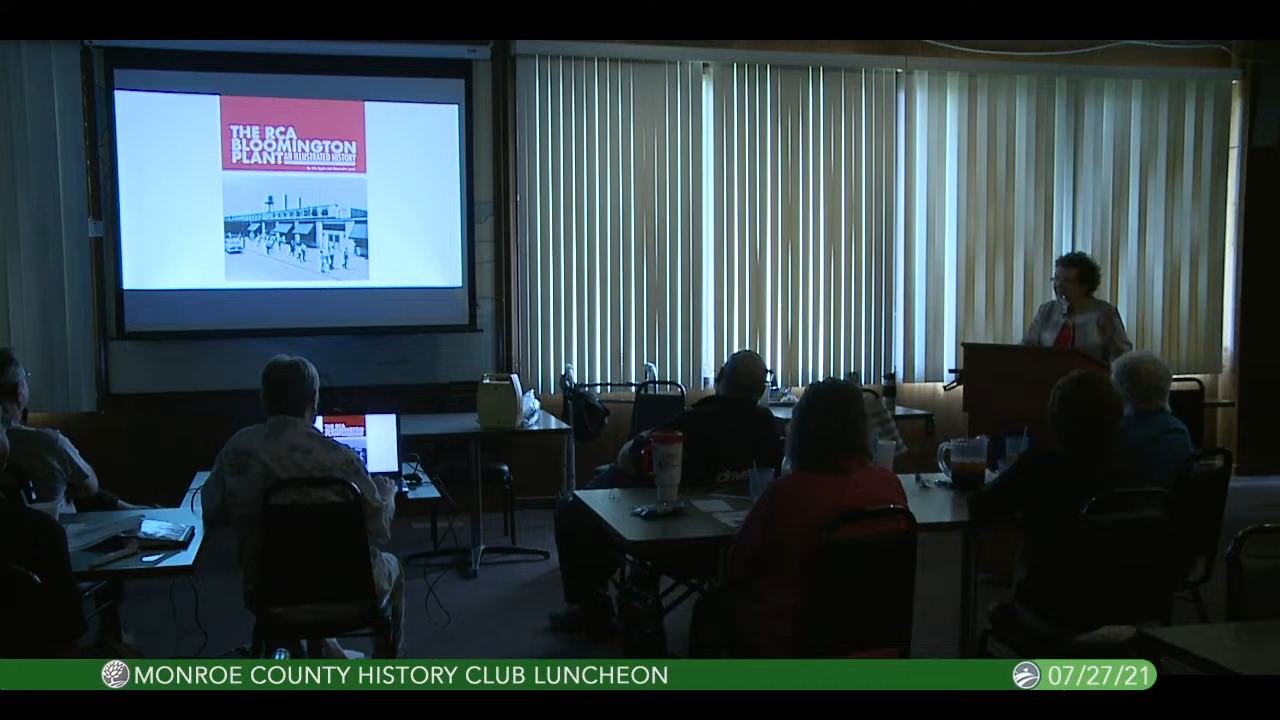 THE RCA
BLOOMINGTON
PLANT AN ILLUSTRATED HISTORY
MONROE COUNTY HISTORY CLUB LUNCHEON
07/27/21